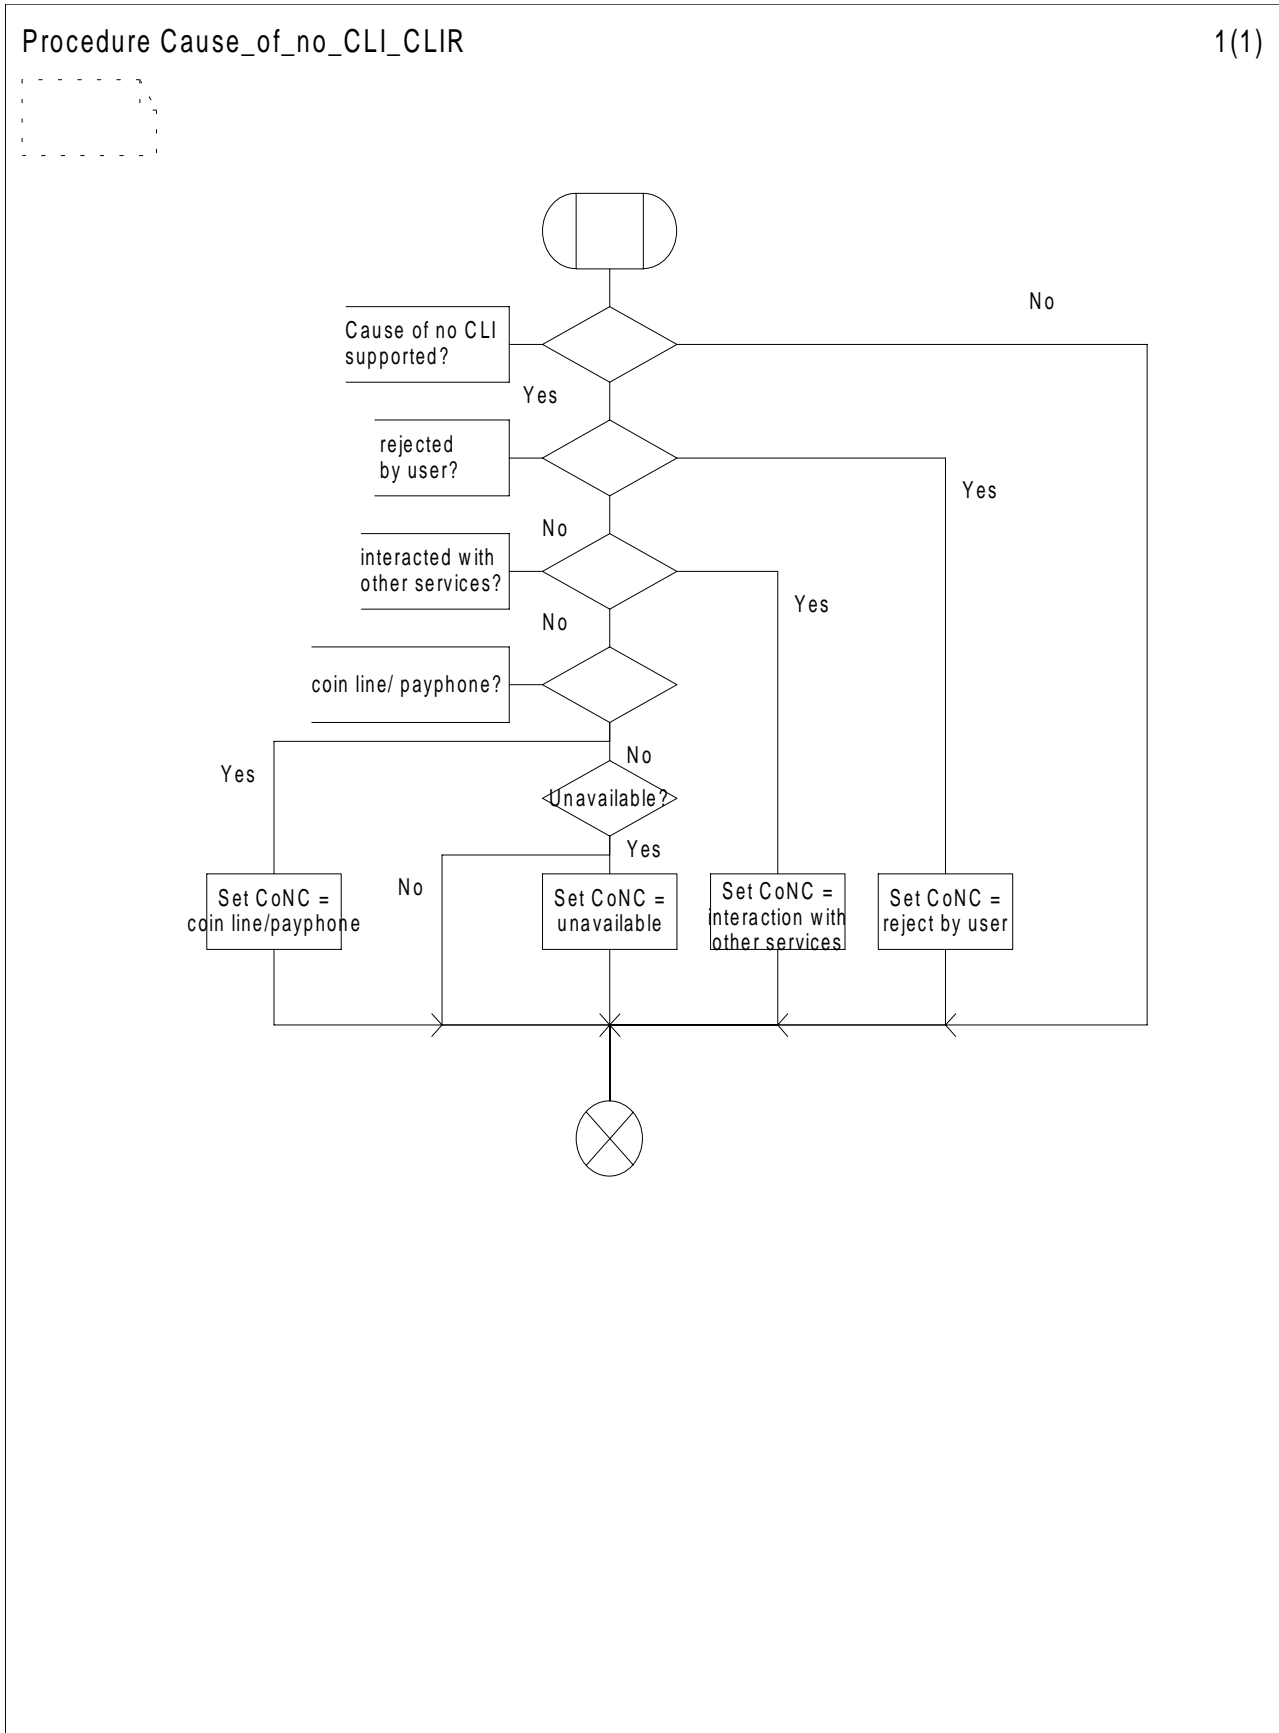 Procedure Cause_of_no_CLI_CLIR
1(1)
No
Cause of no CLI
supported?
Yes
rejected
by user?
Yes
No
interacted with
other services?
Yes
No
coin line/ payphone?
No
Yes
Unavailable?
Yes
No
Set CoNC =
coin line/payphone
Set CoNC =
unavailable
Set CoNC =
interaction with
other services
Set CoNC =
reject by user